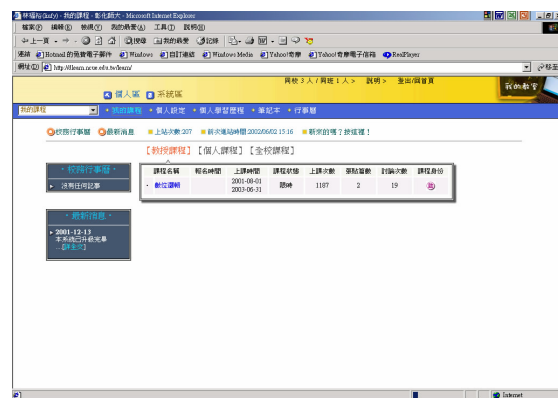 林福裕(lindy) - 我的課程 - 彰化師大 - Microsoft Internet Explorer
檔案(F) 編輯(E) 檢視(V) 我的最愛(A) 工具(T) 說明(H)
上一頁 搜尋 我的最愛 記錄
連結 Hotmail 的免費電子郵件 Windows 自訂連結 Windows Media Yahoo!奇摩 Yahoo!奇摩電子信箱 RealPlayer
網址(D) 移至
同校 3 人 / 同班 1 人 > 說明 > 登出/回首頁
個人區 系統區
我的教室
我的課程 我的課程 個人設定 個人學習歷程 筆記本 行事曆
校務行事曆 最新消息 上站次數 207 前次進站時間 2002/06/02 15:16 新來的嗎？按這裡！
【教授課程】【個人課程】【全校課程】
校務行事曆
沒有任何記事
課程名稱 報名時間 上課時間 課程狀態 上課次數 張貼篇數 討論次數 課程身份
數位邏輯 2001-08-01 2003-06-31 限時 1187 2 19
最新消息
2001-12-13
本系統已升級完畢
...[詳全文]
Internet